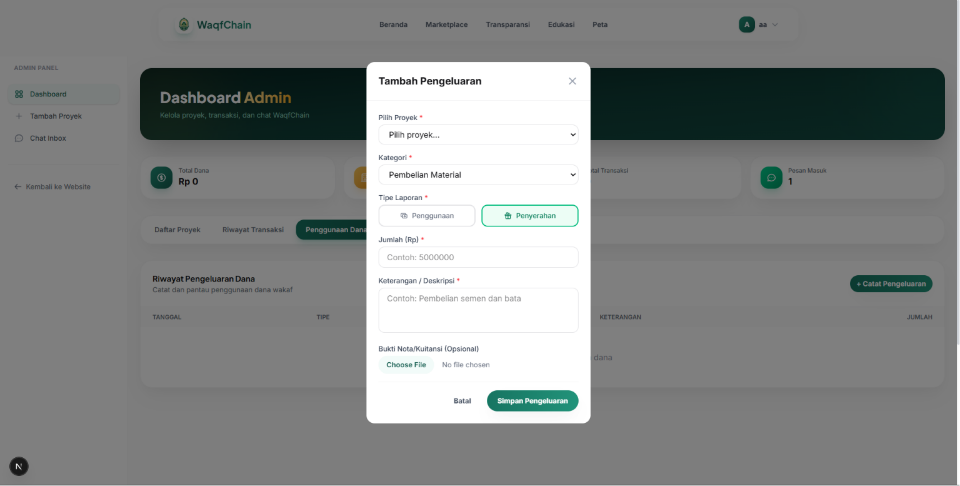 WaqfChain
Beranda
Marketplace
Transparansi
Edukasi
Peta
A
aa
ADMIN PANEL
Dashboard
Tambah Proyek
Chat Inbox
Kembali ke Website
Dashboard Admin
Kelola proyek, transaksi, dan chat WaqfChain
Total Dana
Rp 0
tal Transaksi
Pesan Masuk
1
Daftar Proyek
Riwayat Transaksi
Penggunaan Dana
Riwayat Pengeluaran Dana
Catat dan pantau penggunaan dana wakaf
+ Catat Pengeluaran
TANGGAL
TIPE
KETERANGAN
JUMLAH
dana
Tambah Pengeluaran
Pilih Proyek *
Pilih proyek...
Kategori *
Pembelian Material
Tipe Laporan *
Penggunaan
Penyerahan
Jumlah (Rp) *
Contoh: 5000000
Keterangan / Deskripsi *
Contoh: Pembelian semen dan bata
Bukti Nota/Kuitansi (Opsional)
Choose File No file chosen
Batal
Simpan Pengeluaran
N